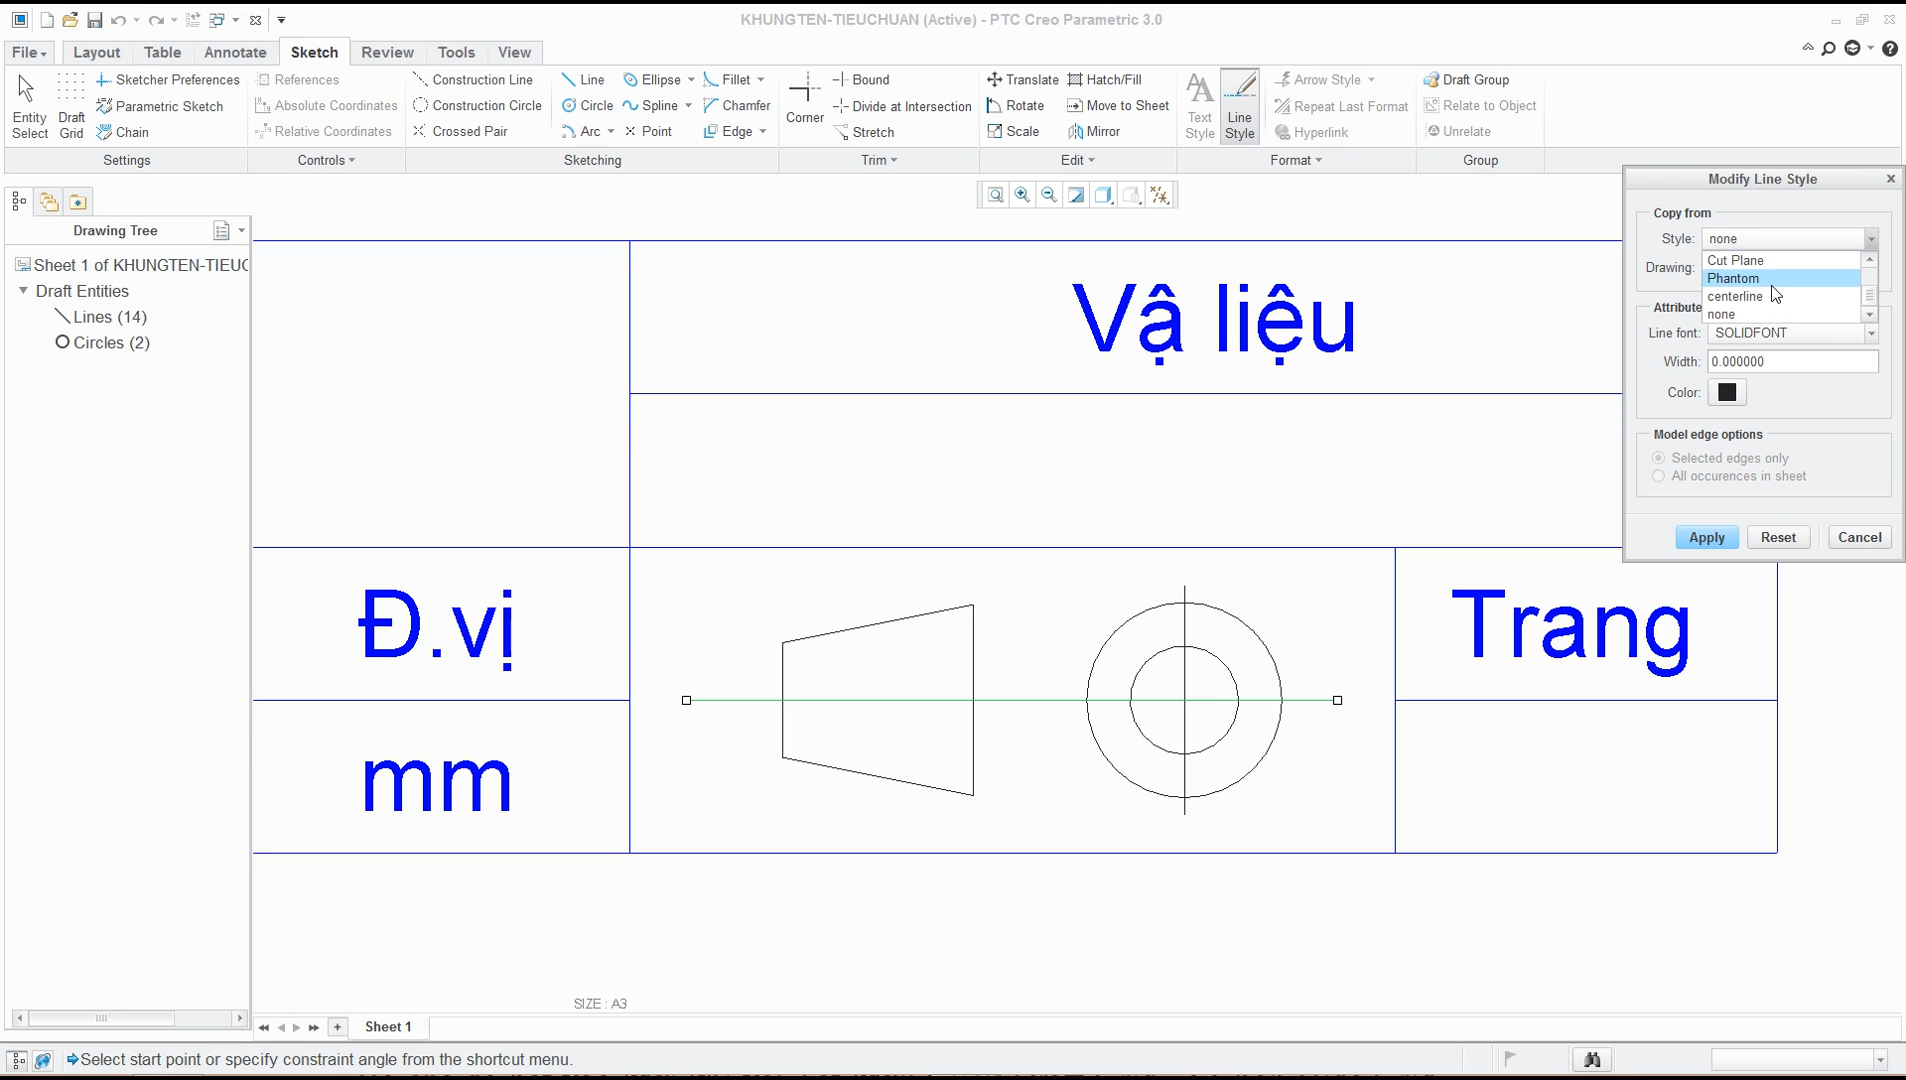 KHUNGTEN-TIEUCHUAN (Active) - PTC Creo Parametric 3.0
File Layout Table Annotate Sketch Review Tools View
Entity Select
Draft Grid
Sketcher Preferences
Parametric Sketch
Chain
Settings
References
Absolute Coordinates
Relative Coordinates
Controls
Construction Line
Construction Circle
Crossed Pair
Line
Circle
Arc
Ellipse
Spline
Point
Fillet
Chamfer
Edge
Sketching
Corner
Bound
Divide at Intersection
Stretch
Trim
Translate
Rotate
Scale
Hatch/Fill
Move to Sheet
Mirror
Edit
Text Style
Line Style
Arrow Style
Repeat Last Format
Hyperlink
Format
Draft Group
Relate to Object
Unrelate
Group
Drawing Tree
Sheet 1 of KHUNGTEN-TIEUC
Draft Entities
Lines (14)
Circles (2)
Vậ liệu
Đ.vị
mm
Trang
Modify Line Style
Copy from
Style: none
Drawing:
Cut Plane
Phantom
centerline
none
Attribute
Line font: SOLIDFONT
Width: 0.000000
Color:
Model edge options
Selected edges only
All occurences in sheet
Apply Reset Cancel
SIZE : A3
Sheet 1
Select start point or specify constraint angle from the shortcut menu.